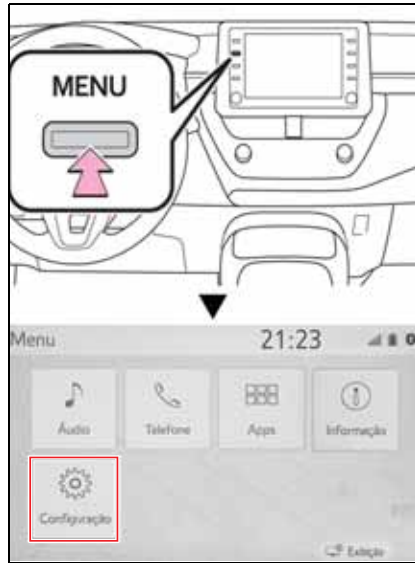 MENU
Menu 21:23
Áudio Telefone Apps Informação
Configuração
Exibição